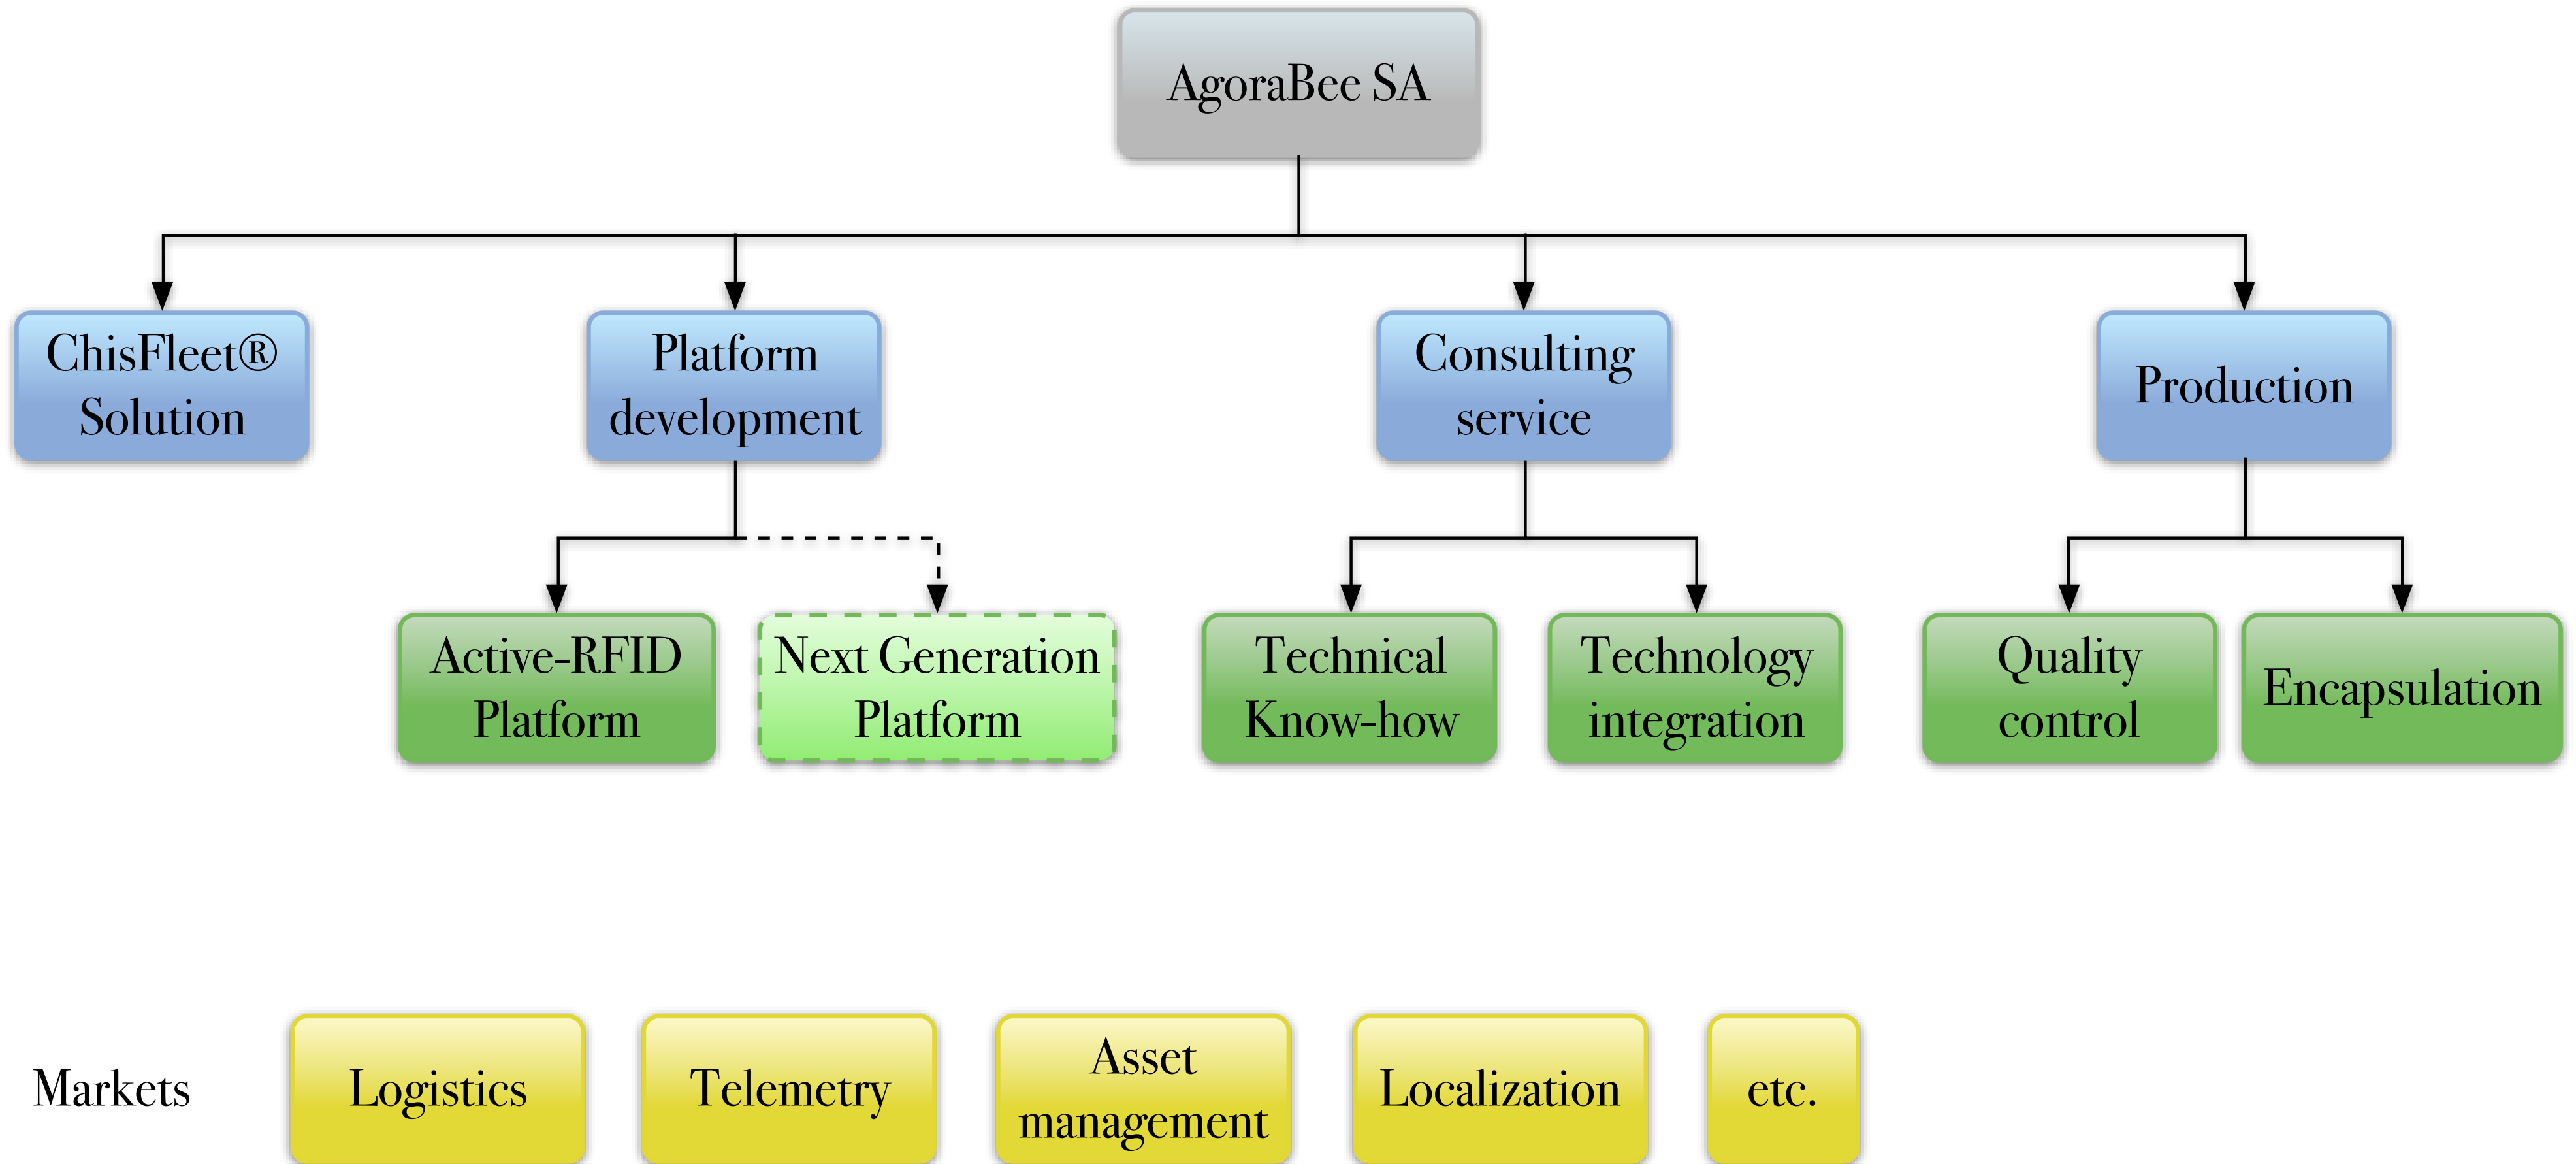 AgoraBee SA
ChisFleet®
Solution
Platform
development
Consulting
service
Production
Active-RFID
Platform
Next Generation
Platform
Technical
Know-how
Technology
integration
Quality
control
Encapsulation
Markets
Logistics
Telemetry
Asset
management
Localization
etc.